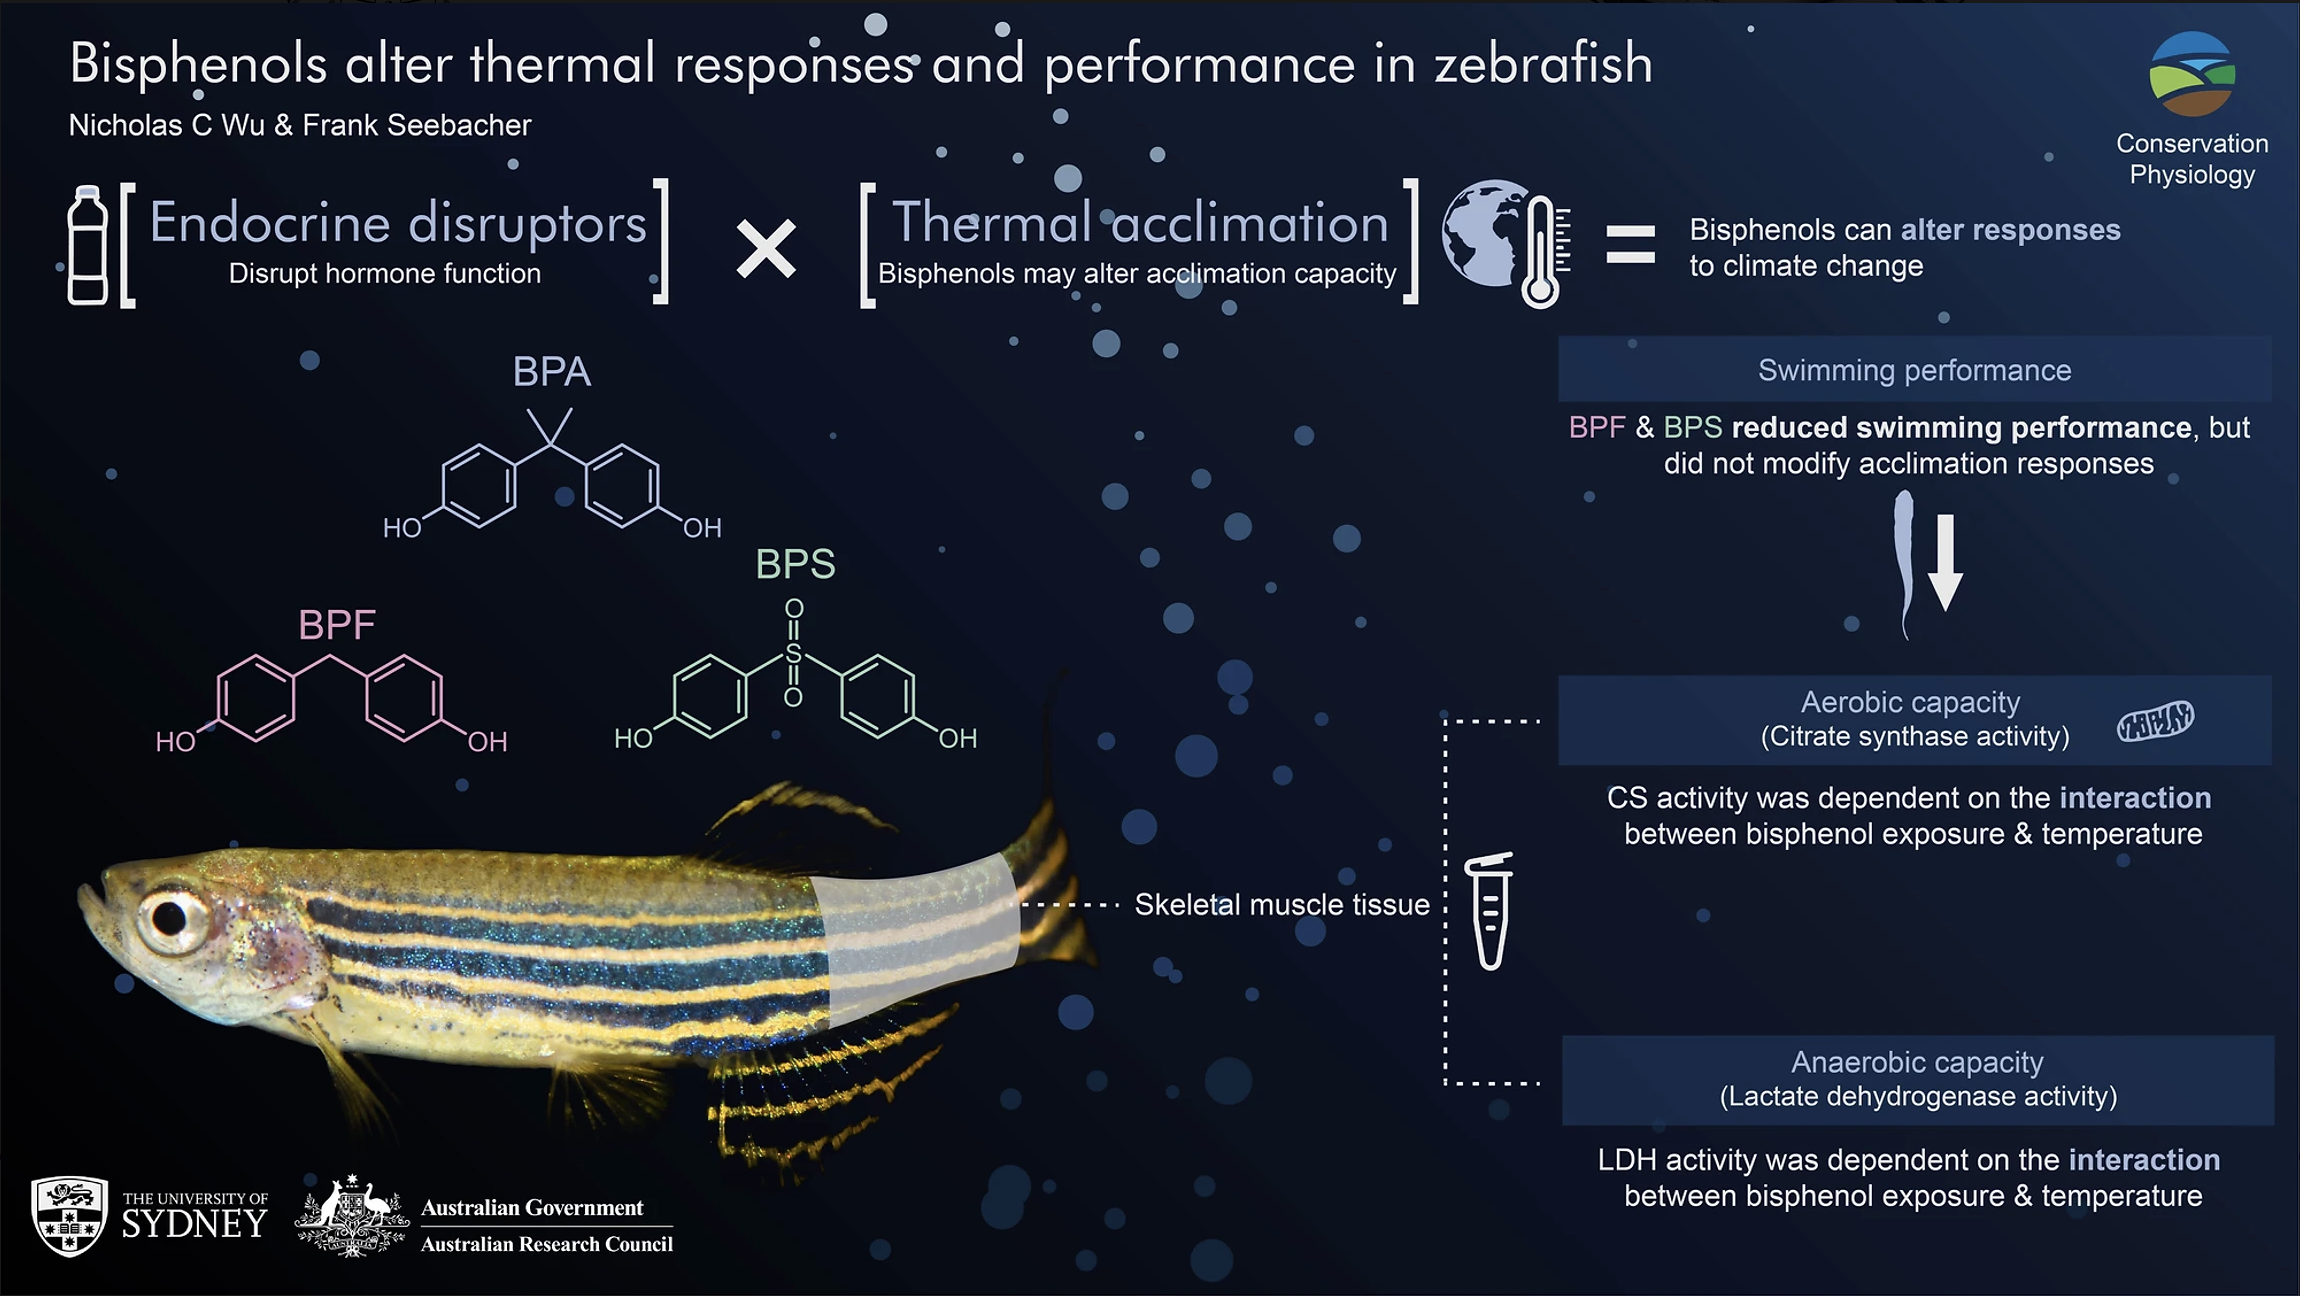 Bisphenols alter thermal responses and performance in zebrafish
Nicholas C Wu & Frank Seebacher
Conservation
Physiology
[Endocrine disruptors]
Disrupt hormone function
×
[Thermal acclimation]
Bisphenols may alter acclimation capacity
=
Bisphenols can alter responses
to climate change
BPA
HO
OH
BPS
O
S
O
HO
OH
BPF
HO
OH
Swimming performance
BPF & BPS reduced swimming performance, but
did not modify acclimation responses
Skeletal muscle tissue
Aerobic capacity
(Citrate synthase activity)
CS activity was dependent on the interaction
between bisphenol exposure & temperature
Anaerobic capacity
(Lactate dehydrogenase activity)
LDH activity was dependent on the interaction
between bisphenol exposure & temperature
THE UNIVERSITY OF
SYDNEY
AUSTRALIA
Australian Government
Australian Research Council